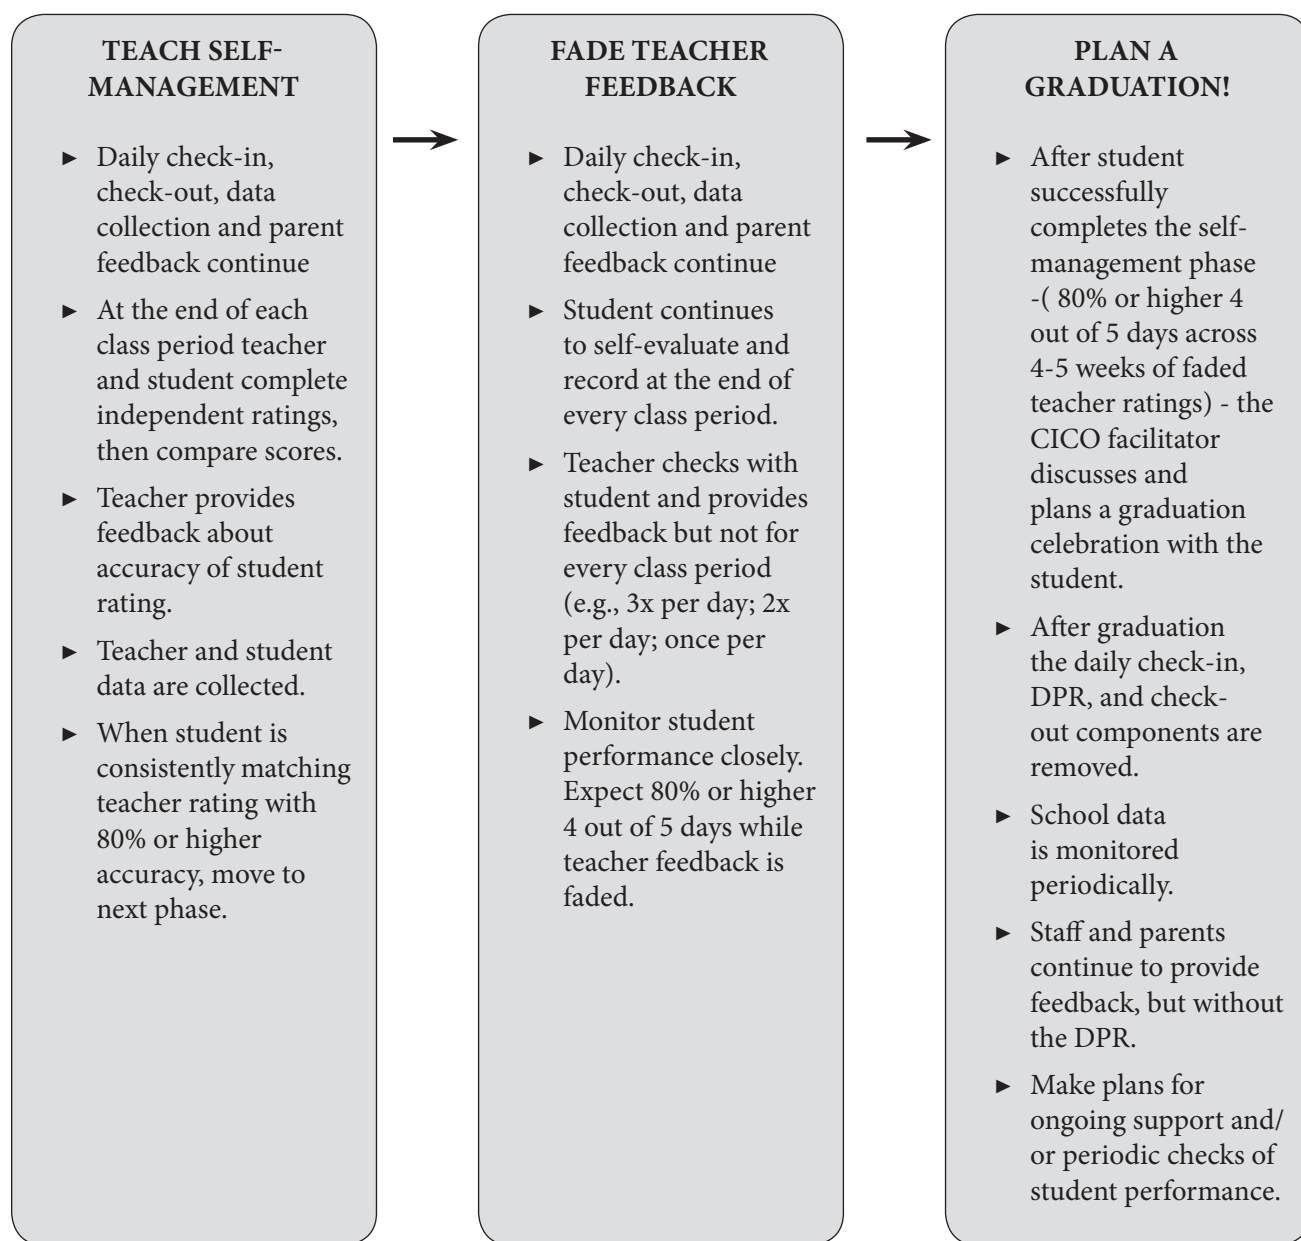 TEACH SELF-
MANAGEMENT
► Daily check-in,
check-out, data
collection and parent
feedback continue
► At the end of each
class period teacher
and student complete
independent ratings,
then compare scores.
► Teacher provides
feedback about
accuracy of student
rating.
► Teacher and student
data are collected.
► When student is
consistently matching
teacher rating with
80% or higher
accuracy, move to
next phase.
FADE TEACHER
FEEDBACK
► Daily check-in,
check-out, data
collection and parent
feedback continue
► Student continues
to self-evaluate and
record at the end of
every class period.
► Teacher checks with
student and provides
feedback but not for
every class period
(e.g., 3x per day; 2x
per day; once per
day).
► Monitor student
performance closely.
Expect 80% or higher
4 out of 5 days while
teacher feedback is
faded.
PLAN A
GRADUATION!
► After student
successfully
completes the self-
management phase
-( 80% or higher 4
out of 5 days across
4-5 weeks of faded
teacher ratings) - the
CICO facilitator
discusses and
plans a graduation
celebration with the
student.
► After graduation
the daily check-in,
DPR, and check-
out components are
removed.
► School data
is monitored
periodically.
► Staff and parents
continue to provide
feedback, but without
the DPR.
► Make plans for
ongoing support and/
or periodic checks of
student performance.